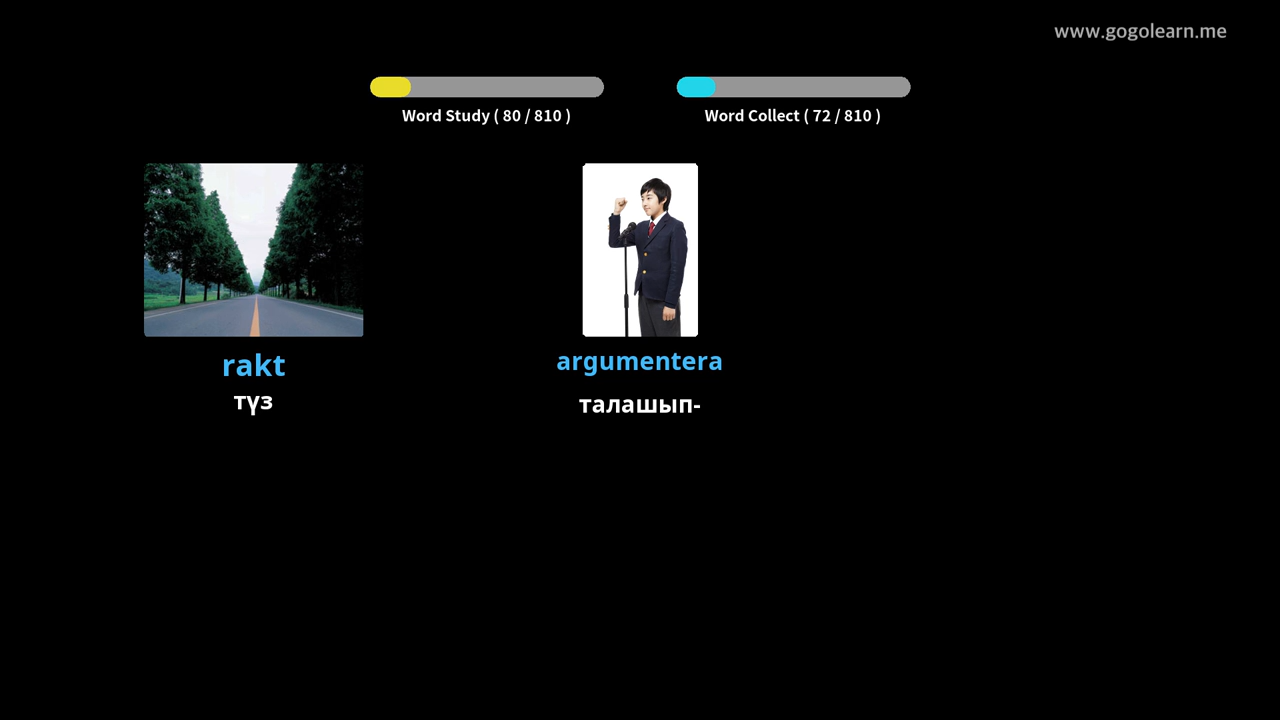 www.gogolearn.me
Word Study ( 80 / 810 )
Word Collect ( 72 / 810 )
rakt
түз
argumentera
талашып-